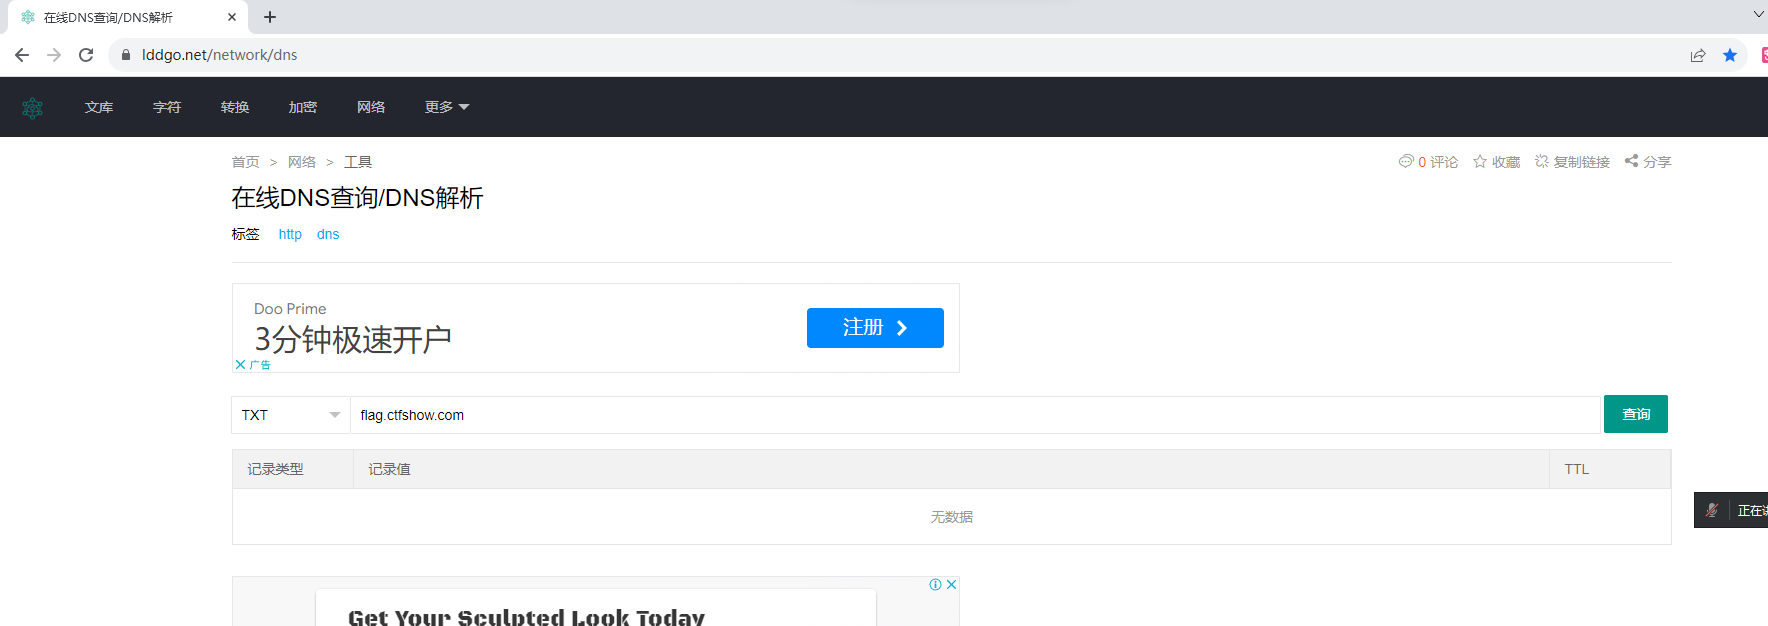 在线DNS查询/DNS解析
lddgo.net/network/dns
文库 字符 转换 加密 网络 更多
首页 > 网络 > 工具 0 评论 收藏 复制链接 分享
在线DNS查询/DNS解析
标签 http dns
Doo Prime
3分钟极速开户
注册
广告
TXT flag.ctfshow.com 查询
记录类型 记录值 TTL
无数据
正在讲
Get Your Sculpted Look Today